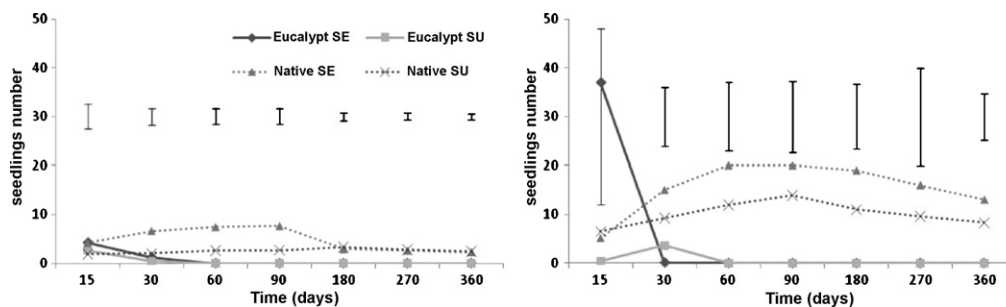 50
40
30
20
10
0
seedlings number
Eucalypt SE
Eucalypt SU
Native SE
Native SU
15 30 60 90 180 270 360
Time (days)
50
40
30
20
10
0
seedlings number
15 30 60 90 180 270 360
Time (days)